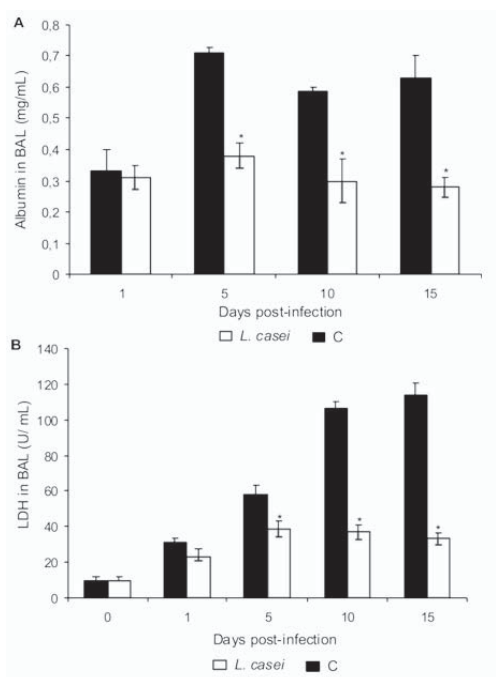 A
Albumin in BAL (mg/mL)
0,8
0,7
0,6
0,5
0,4
0,3
0,2
0,1
0
*
*
*
1 5 10 15
Days post-infection
L. casei C
B
LDH in BAL (U/ mL)
140
120
100
80
60
40
20
0
*
*
*
0 1 5 10 15
Days post-infection
L. casei C